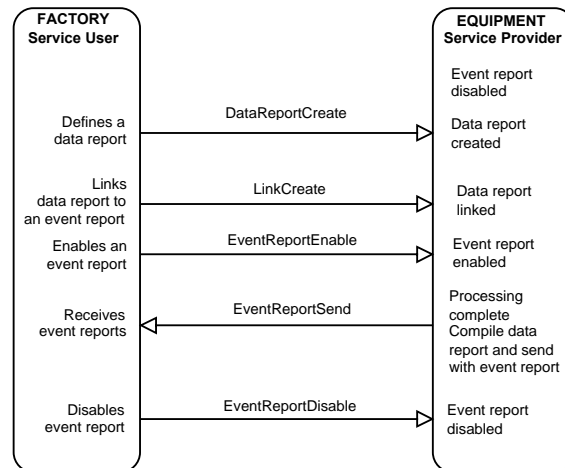 FACTORY
Service User
EQUIPMENT
Service Provider
Event report
disabled
Defines a
data report
DataReportCreate
Data report
created
Links
data report to
an event report
LinkCreate
Data report
linked
Enables an
event report
EventReportEnable
Event report
enabled
Receives
event reports
EventReportSend
Processing
complete
Compile data
report and send
with event report
Disables
event report
EventReportDisable
Event report
disabled